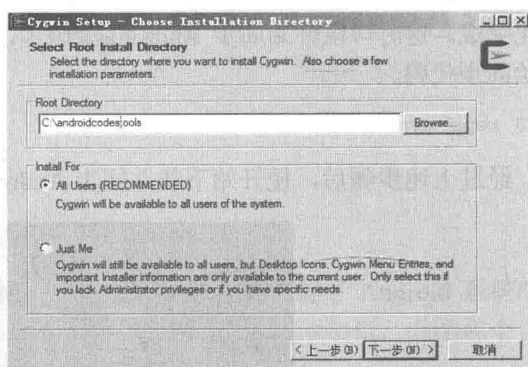 Cygwin Setup - Choose Installation Directory
Select Root Install Directory
Select the directory where you want to install Cygwin. Also choose a few
installation parameters.
Root Directory
C:\androidcodes;ools
Browse...
Install For
All Users (RECOMMENDED)
Cygwin will be available to all users of the system.
Just Me
Cygwin will still be available to all users, but Desktop Icons, Cygwin Menu Entries, and
important Installer information are only available to the current user. Only select this if
you lack Administrator privileges or if you have specific needs.
< 上一步(B)
下一步(N) >
取消